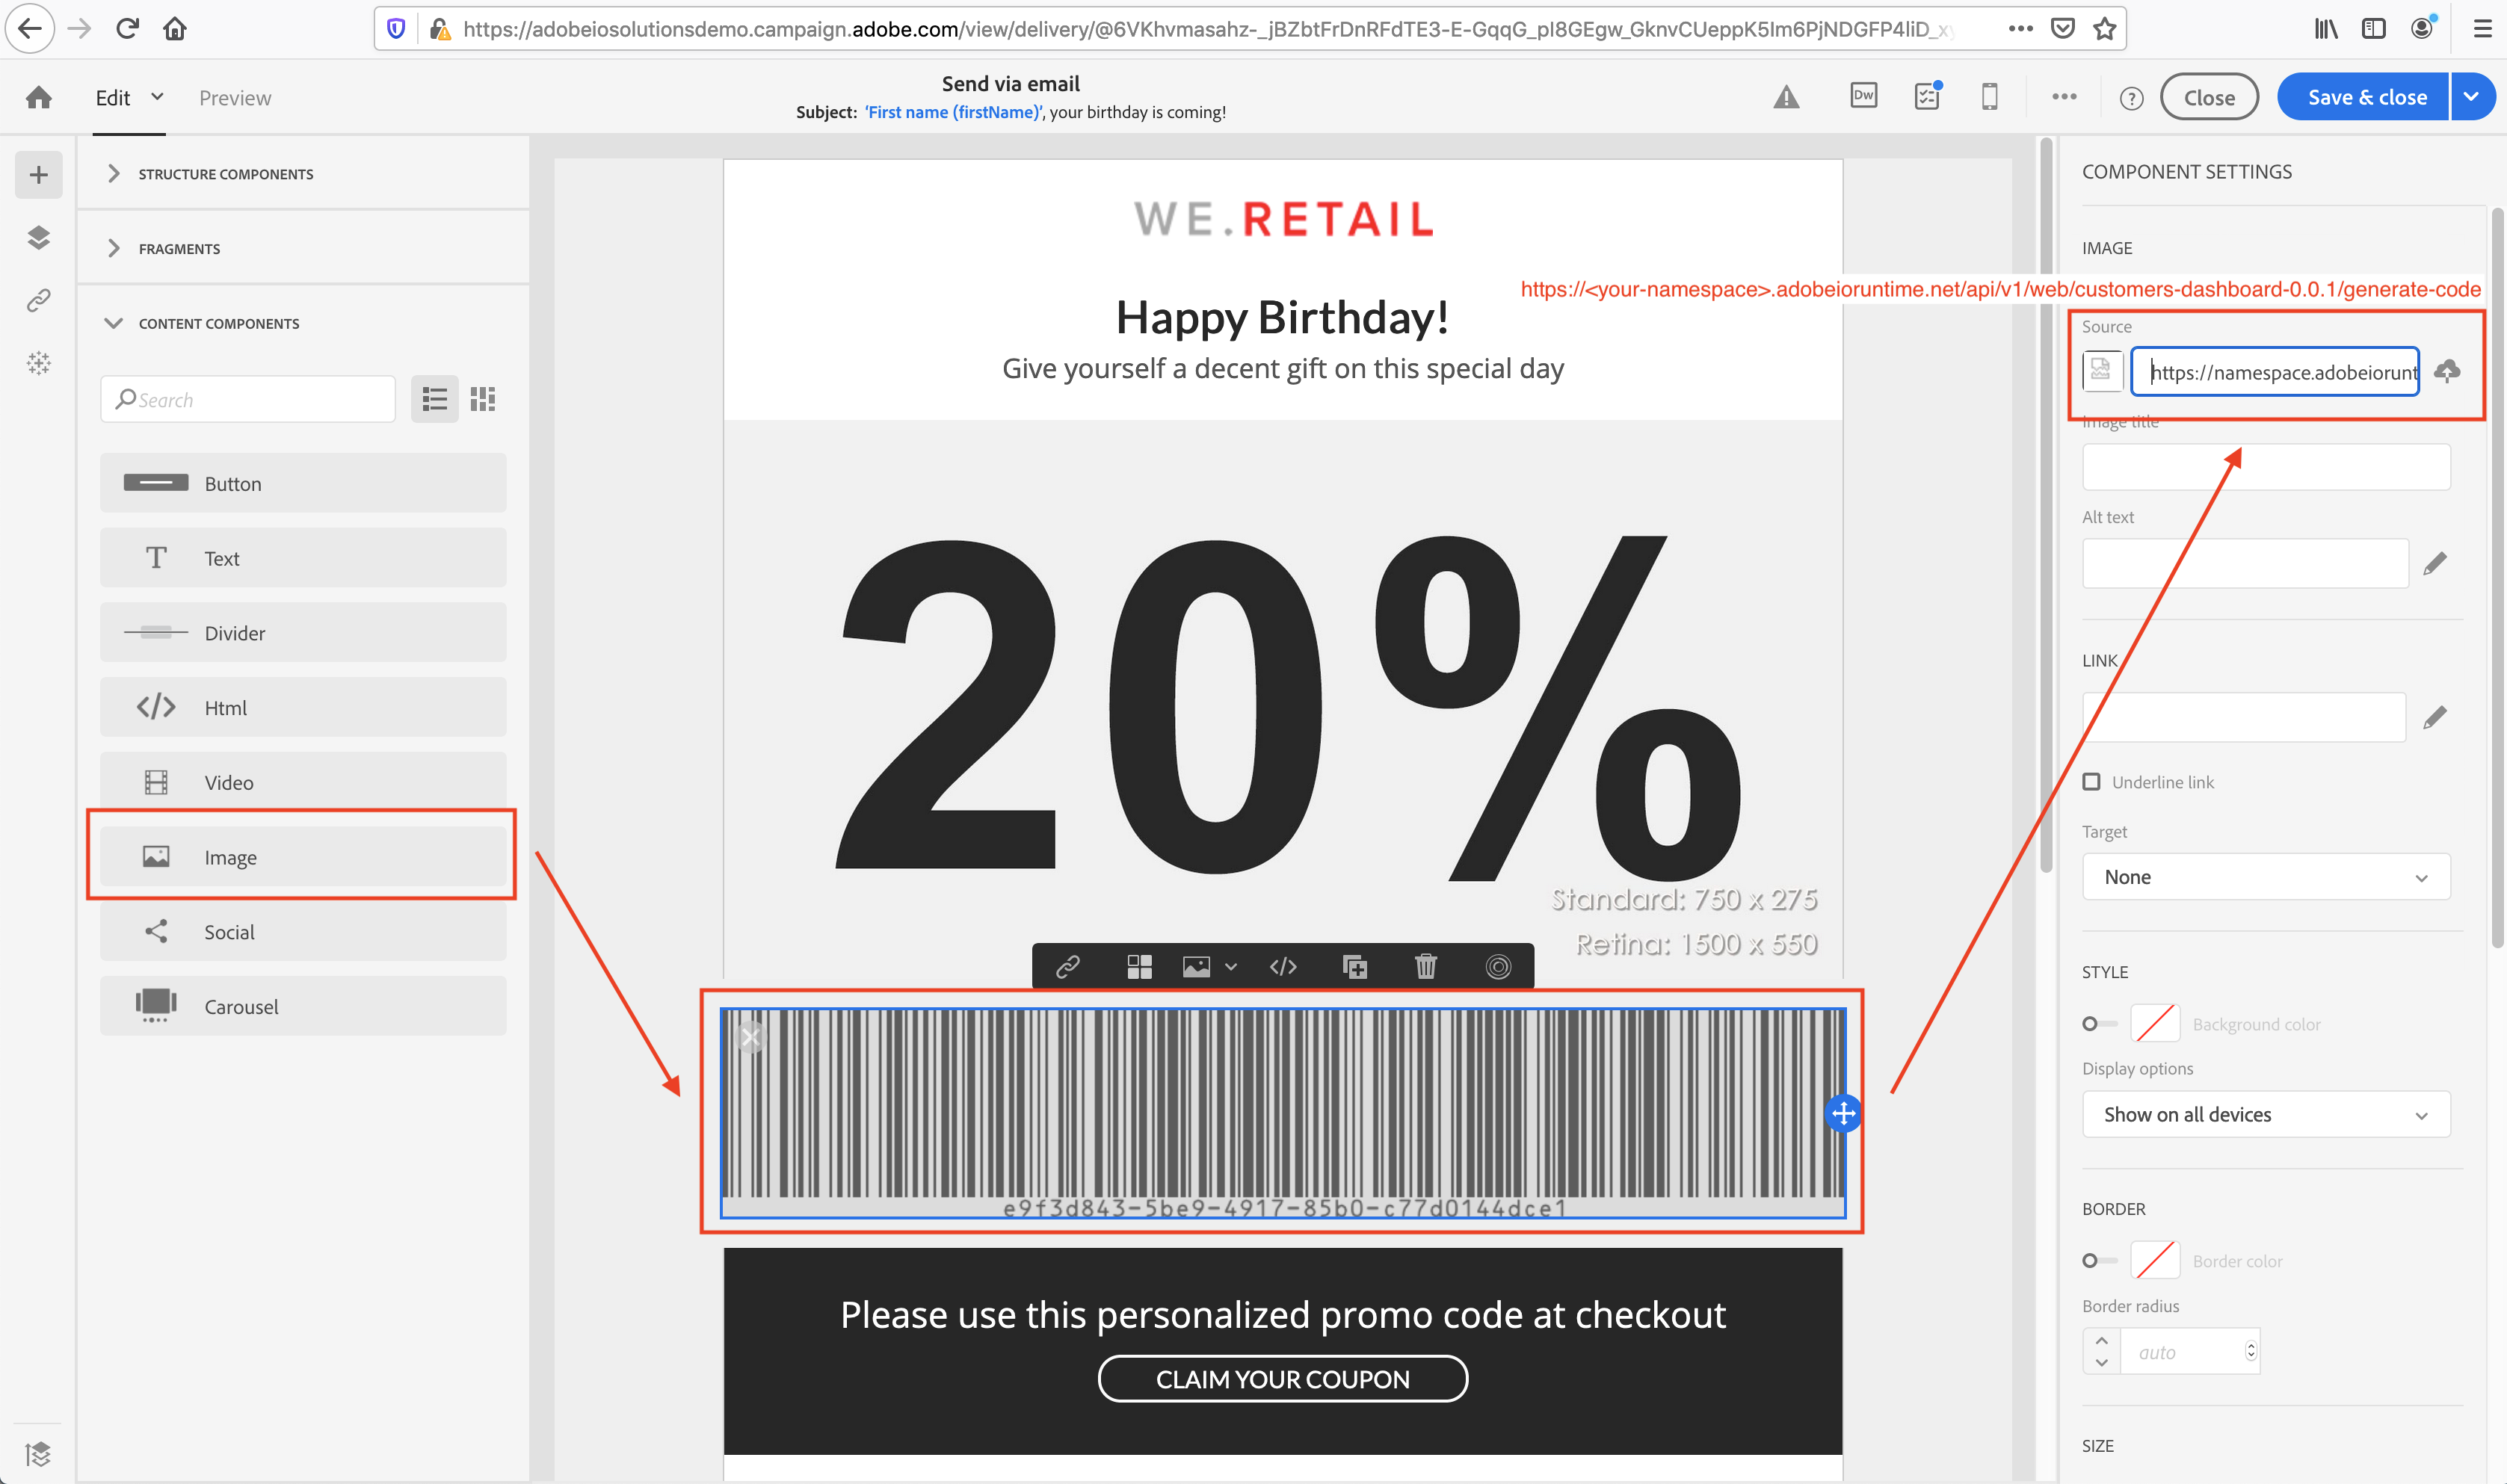 https://adobeiosolutionsdemo.campaign.adobe.com/view/delivery/@6VKhvmasahz-_jBZbtFrDnRFdTE3-E-GqqG_pI8GEgw_GknvCUeppK5Im6PjNDGFP4liD_xy
Edit
Preview
Send via email
Subject: 'First name (firstName)', your birthday is coming!
Dw
Close
Save & close
STRUCTURE COMPONENTS
FRAGMENTS
CONTENT COMPONENTS
Search
Button
Text
Divider
Html
Video
Image
Social
Carousel
WE.RETAIL
Happy Birthday!
Give yourself a decent gift on this special day
20%
Standard: 750 x 275
Retina: 1500 x 550
e9f3d843-5be9-4917-85b0-c77d0144dce1
Please use this personalized promo code at checkout
CLAIM YOUR COUPON
COMPONENT SETTINGS
IMAGE
https://<your-namespace>.adobeioruntime.net/api/v1/web/customers-dashboard-0.0.1/generate-code
Source
https://namespace.adobeiorunt
Image title
Alt text
LINK
Underline link
Target
None
STYLE
Background color
Display options
Show on all devices
BORDER
Border color
Border radius
auto
SIZE